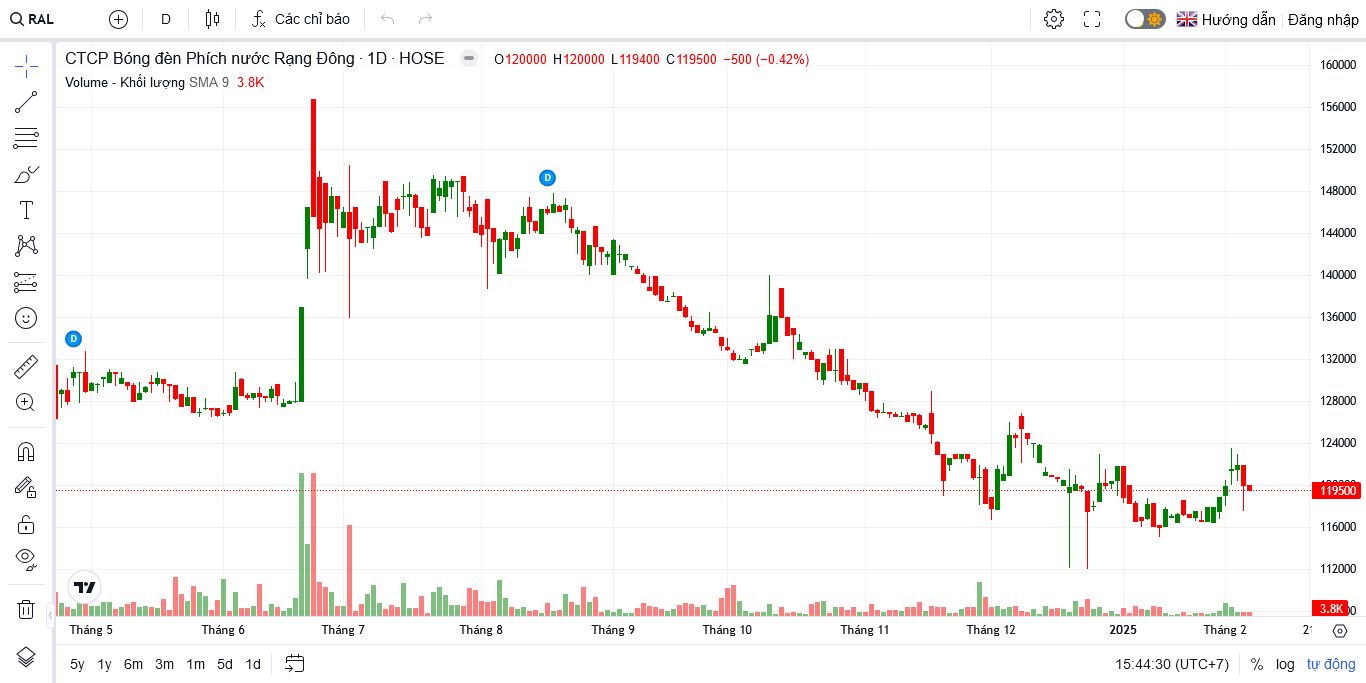 RAL D Các chỉ báo Hướng dẫn Đăng nhập
CTCP Bóng đèn Phích nước Rạng Đông · 1D · HOSE O120000 H120000 L119400 C119500 −500 (−0.42%)
Volume - Khối lượng SMA 9 3.8K
160000
156000
152000
148000
144000
140000
136000
132000
128000
124000
119500
116000
112000
3.8K
D
D
Tháng 5 Tháng 6 Tháng 7 Tháng 8 Tháng 9 Tháng 10 Tháng 11 Tháng 12 2025 Tháng 2 21
5y 1y 6m 3m 1m 5d 1d 15:44:30 (UTC+7) % log tự động